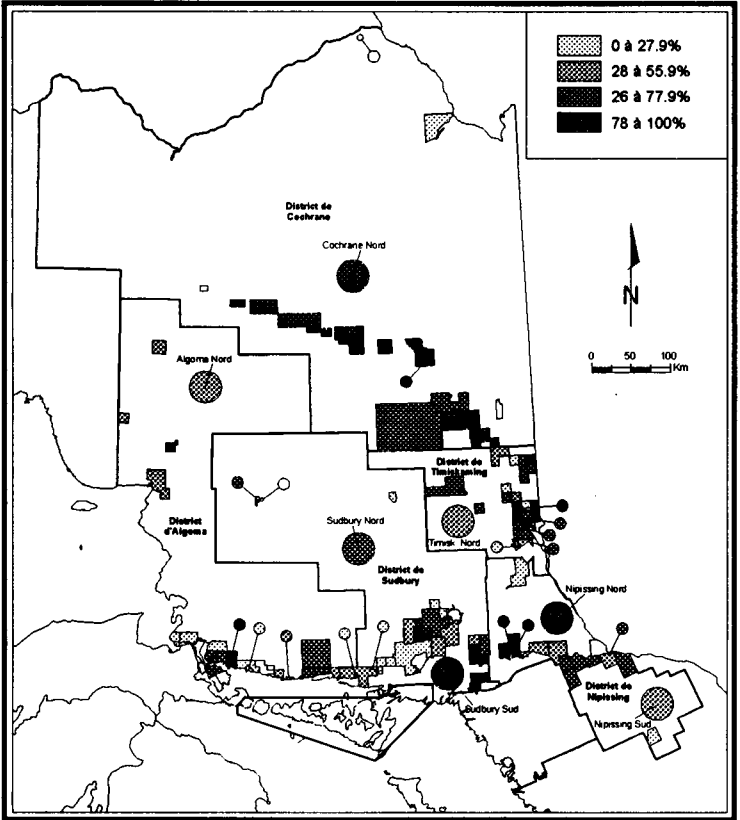 0 à 27.9%
28 à 55.9%
26 à 77.9%
78 à 100%
District de
Cochrane
Cochrane Nord
N
0 50 100
Km
Algoma Nord
District de
Timiskaming
District
d'Algoma
Sudbury Nord
Timisk Nord
District de
Sudbury
Nipissing Nord
District de
Nipissing
Sudbury Sud
Nipissing Sud